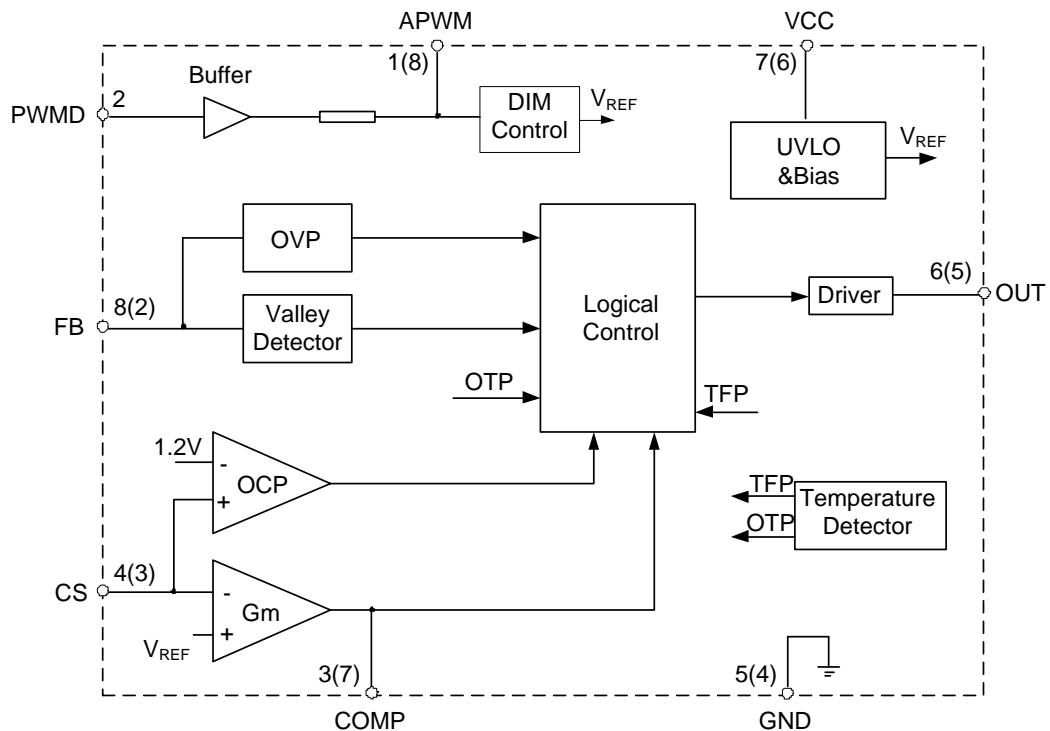 APWM
VCC
1(8)
7(6)
Buffer
PWMD
2
DIM
Control
VREF
UVLO
&Bias
VREF
OVP
8(2)
FB
Valley
Detector
Logical
Control
Driver
6(5)
OUT
OTP
TFP
1.2V
-
OCP
+
TFP
OTP
Temperature
Detector
CS
4(3)
-
Gm
+
VREF
3(7)
5(4)
COMP
GND